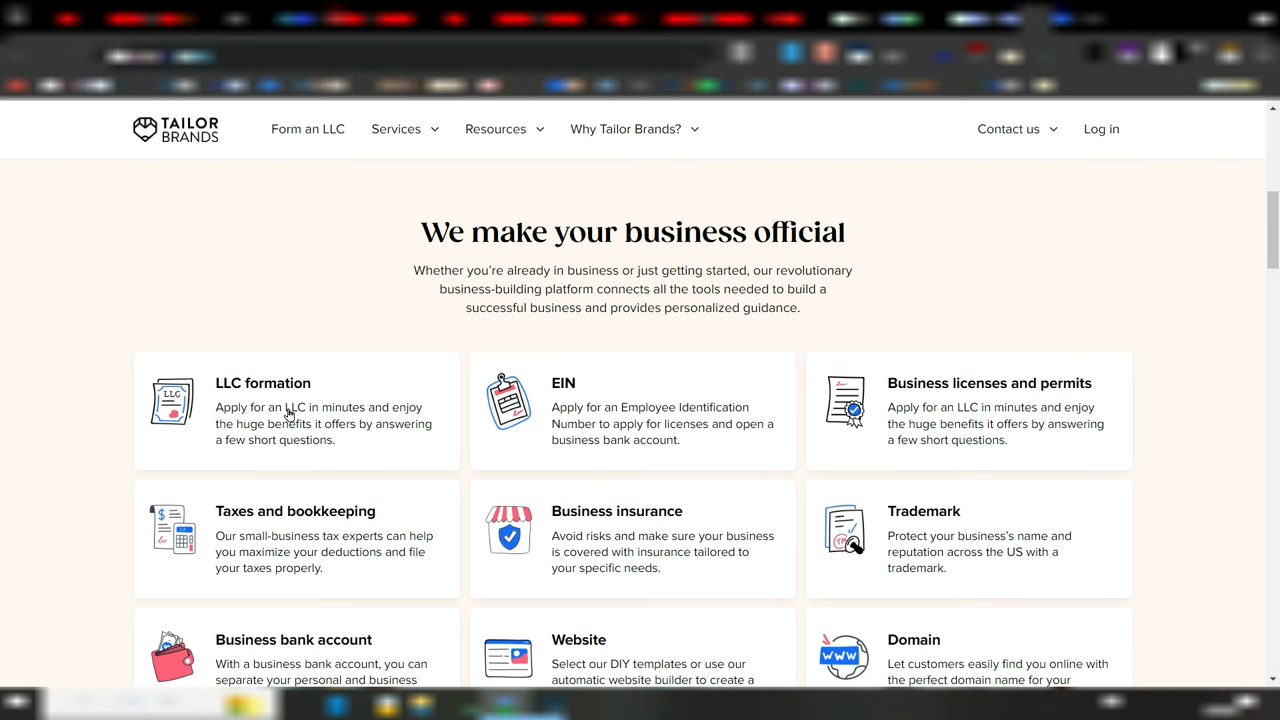 TAILOR
BRANDS
Form an LLC
Services
Resources
Why Tailor Brands?
Contact us
Log in
We make your business official
Whether you're already in business or just getting started, our revolutionary
business-building platform connects all the tools needed to build a
successful business and provides personalized guidance.
LLC
LLC formation
Apply for an LLC in minutes and enjoy
the huge benefits it offers by answering
a few short questions.
EIN
Apply for an Employee Identification
Number to apply for licenses and open a
business bank account.
Business licenses and permits
Apply for an LLC in minutes and enjoy
the huge benefits it offers by answering
a few short questions.
$
Taxes and bookkeeping
Our small-business tax experts can help
you maximize your deductions and file
your taxes properly.
Business insurance
Avoid risks and make sure your business
is covered with insurance tailored to
your specific needs.
Trademark
Protect your business's name and
reputation across the US with a
trademark.
Business bank account
With a business bank account, you can
separate your personal and business
Website
Select our DIY templates or use our
automatic website builder to create a
WWW
Domain
Let customers easily find you online with
the perfect domain name for your